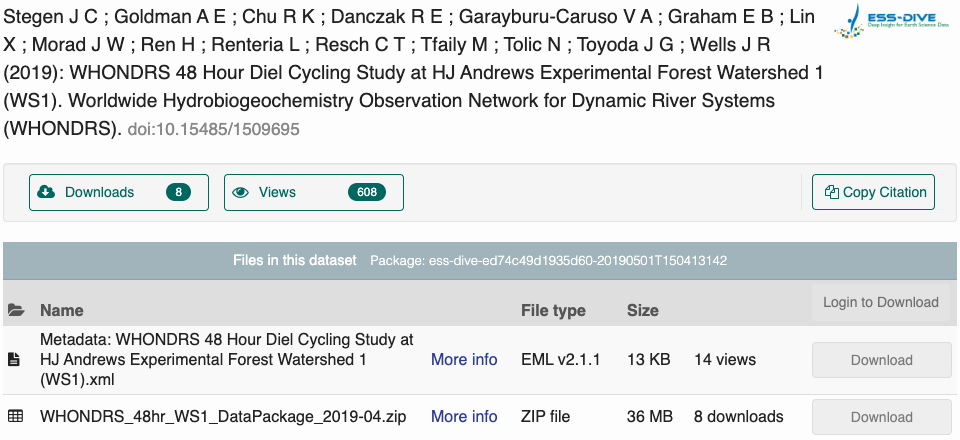 Stegen J C ; Goldman A E ; Chu R K ; Danczak R E ; Garayburu-Caruso V A ; Graham E B ; Lin
X ; Morad J W ; Ren H ; Renteria L ; Resch C T ; Tfaily M ; Tolic N ; Toyoda J G ; Wells J R
(2019): WHONDRS 48 Hour Diel Cycling Study at HJ Andrews Experimental Forest Watershed 1
(WS1). Worldwide Hydrobiogeochemistry Observation Network for Dynamic River Systems
(WHONDRS). doi:10.15485/1509695
ESS-DIVE
Deep Insight for Earth Science Data
Downloads 8 Views 608 Copy Citation
Files in this dataset Package: ess-dive-ed74c49d1935d60-20190501T150413142
Name File type Size Login to Download
Metadata: WHONDRS 48 Hour Diel Cycling Study at
HJ Andrews Experimental Forest Watershed 1 More info EML v2.1.1 13 KB 14 views Download
(WS1).xml
WHONDRS_48hr_WS1_DataPackage_2019-04.zip More info ZIP file 36 MB 8 downloads Download